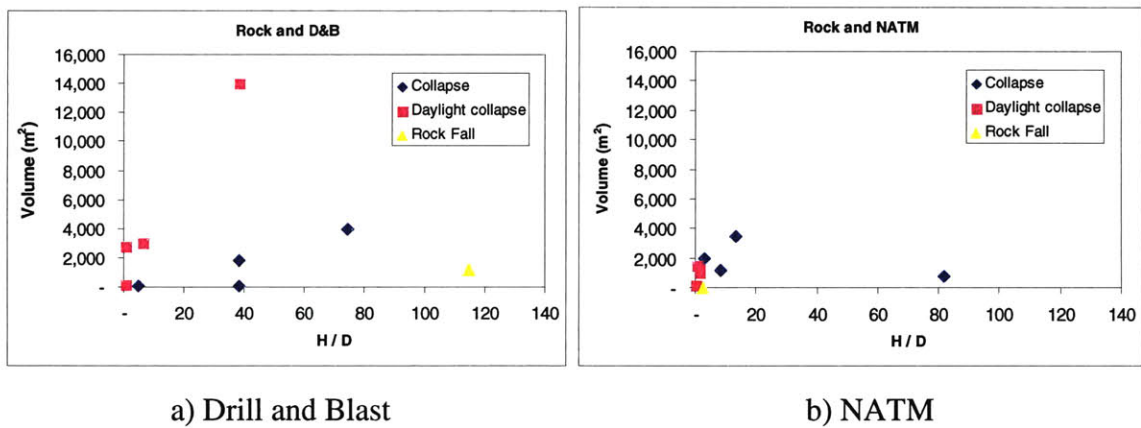 Rock and D&B
16,000
14,000
12,000
10,000
8,000
6,000
4,000
2,000
-
Volume (m²)
Collapse
Daylight collapse
Rock Fall
- 20 40 60 80 100 120 140
H / D
a) Drill and Blast
Rock and NATM
16,000
14,000
12,000
10,000
8,000
6,000
4,000
2,000
-
Volume (m²)
Collapse
Daylight collapse
Rock Fall
- 20 40 60 80 100 120 140
H / D
b) NATM